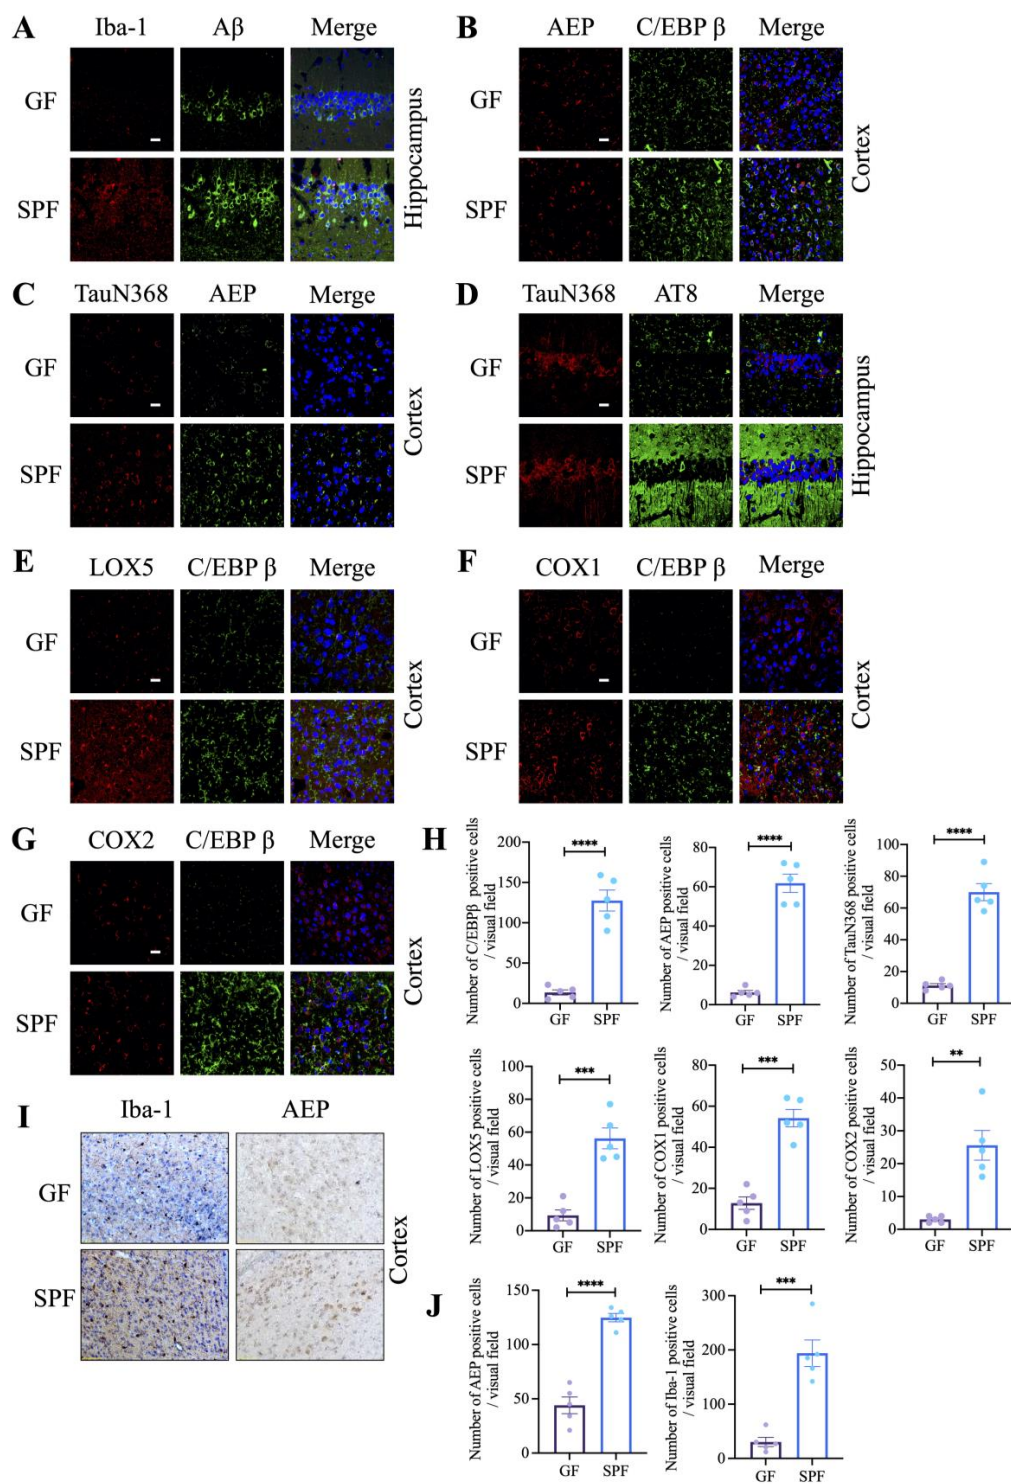 A
Iba-1 Aβ Merge
GF
SPF
Hippocampus
B
AEP C/EBP β Merge
GF
SPF
Cortex
C
TauN368 AEP Merge
GF
SPF
Cortex
D
TauN368 AT8 Merge
GF
SPF
Hippocampus
E
LOX5 C/EBP β Merge
GF
SPF
Cortex
F
COX1 C/EBP β Merge
GF
SPF
Cortex
G
COX2 C/EBP β Merge
GF
SPF
Cortex
H
Number of C/EBPβ positive cells
/ visual field
200
150
100
50
0
****
GF SPF
Number of AEP positive cells
/ visual field
80
60
40
20
0
****
GF SPF
Number of TauN368 positive cells
/ visual field
100
80
60
40
20
0
****
GF SPF
Number of LOX5 positive cells
/ visual field
100
80
60
40
20
0
***
GF SPF
Number of COX1 positive cells
/ visual field
80
60
40
20
0
***
GF SPF
Number of COX2 positive cells
/ visual field
50
40
30
20
10
0
**
GF SPF
I
Iba-1 AEP
GF
SPF
Cortex
J
Number of AEP positive cells
/ visual field
150
100
50
0
****
GF SPF
Number of Iba-1 positive cells
/ visual field
300
200
100
0
***
GF SPF